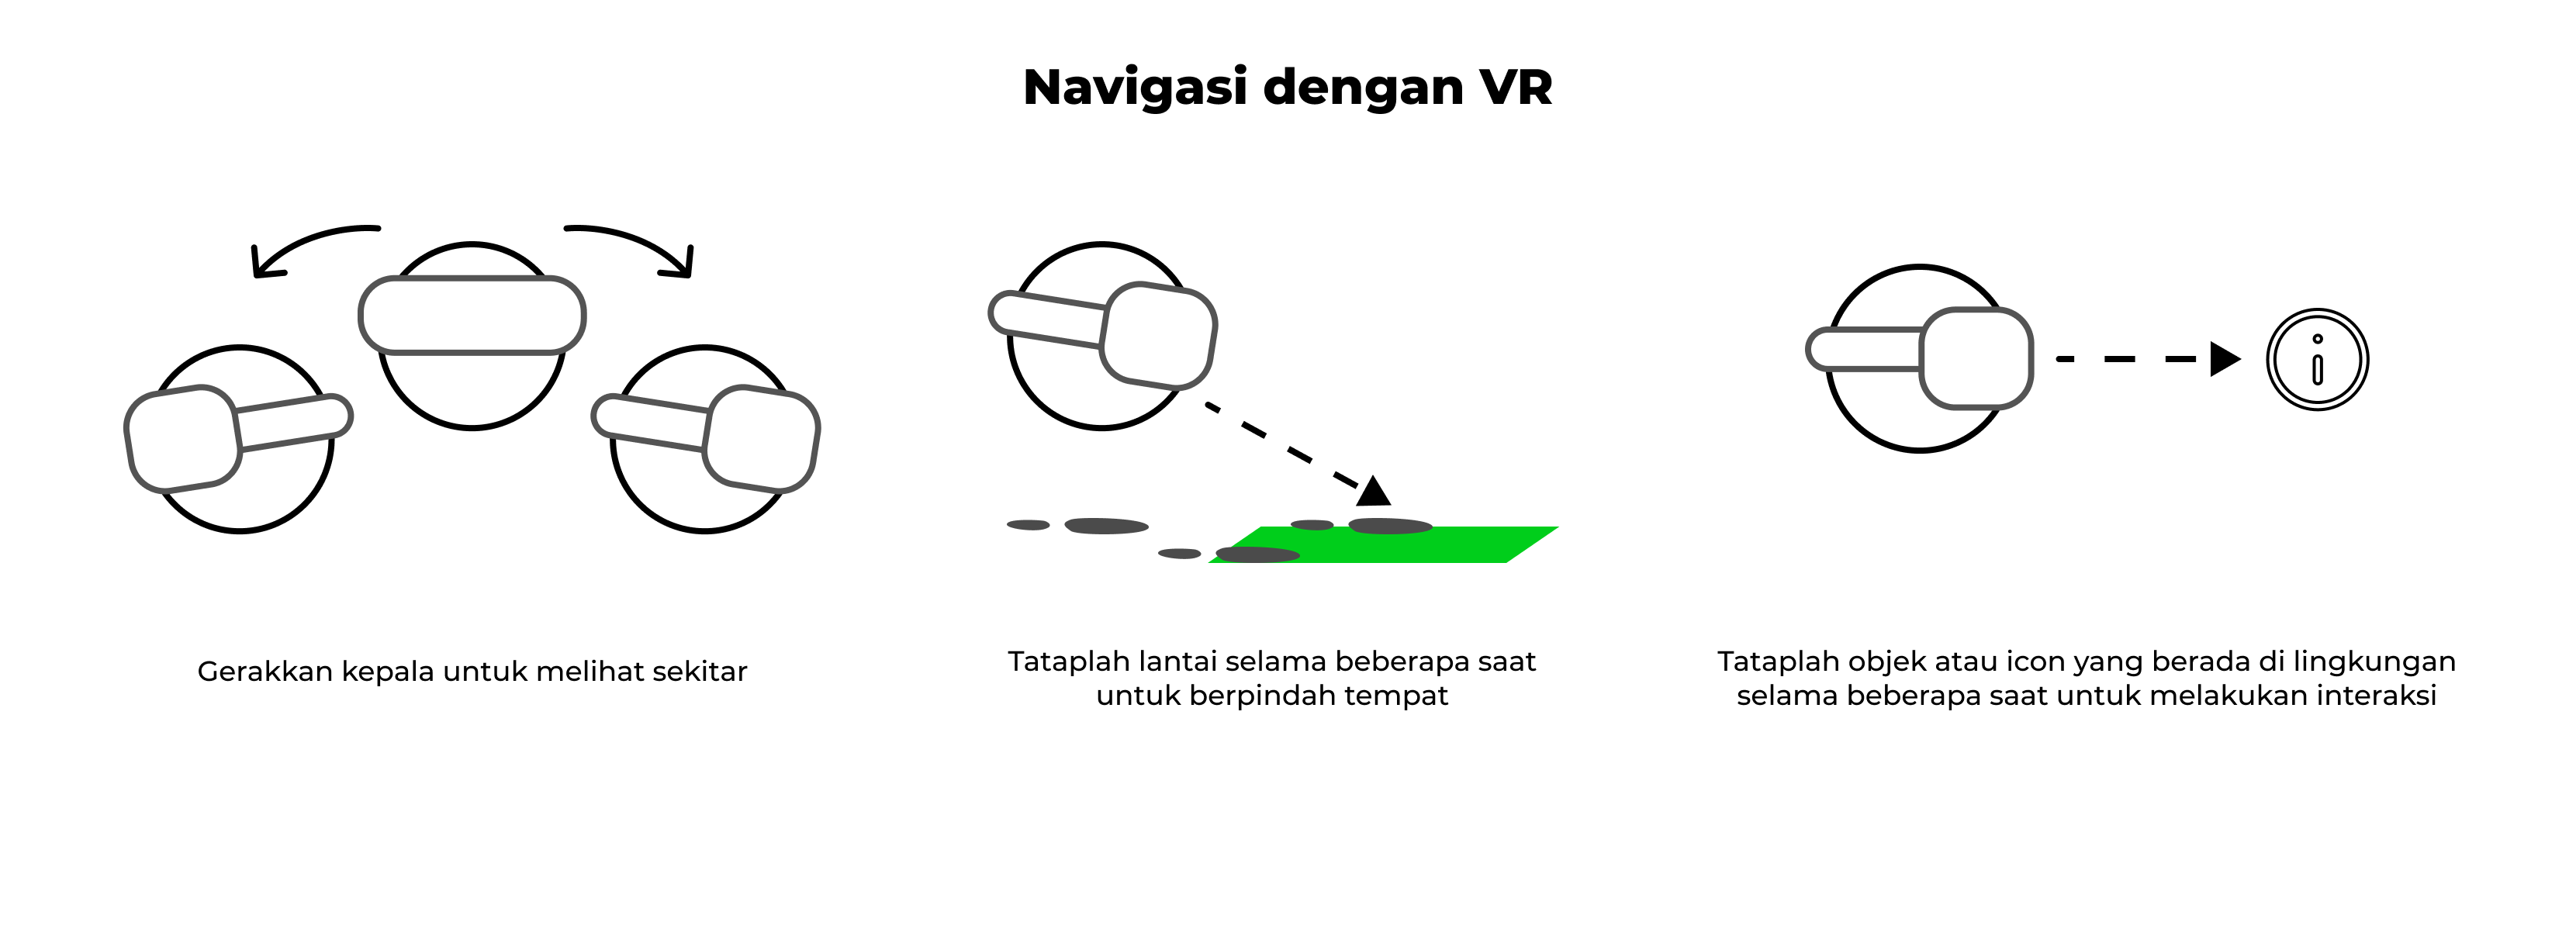 Navigasi dengan VR
Gerakkan kepala untuk melihat sekitar
Tataplah lantai selama beberapa saat
untuk berpindah tempat
Tataplah objek atau icon yang berada di lingkungan
selama beberapa saat untuk melakukan interaksi